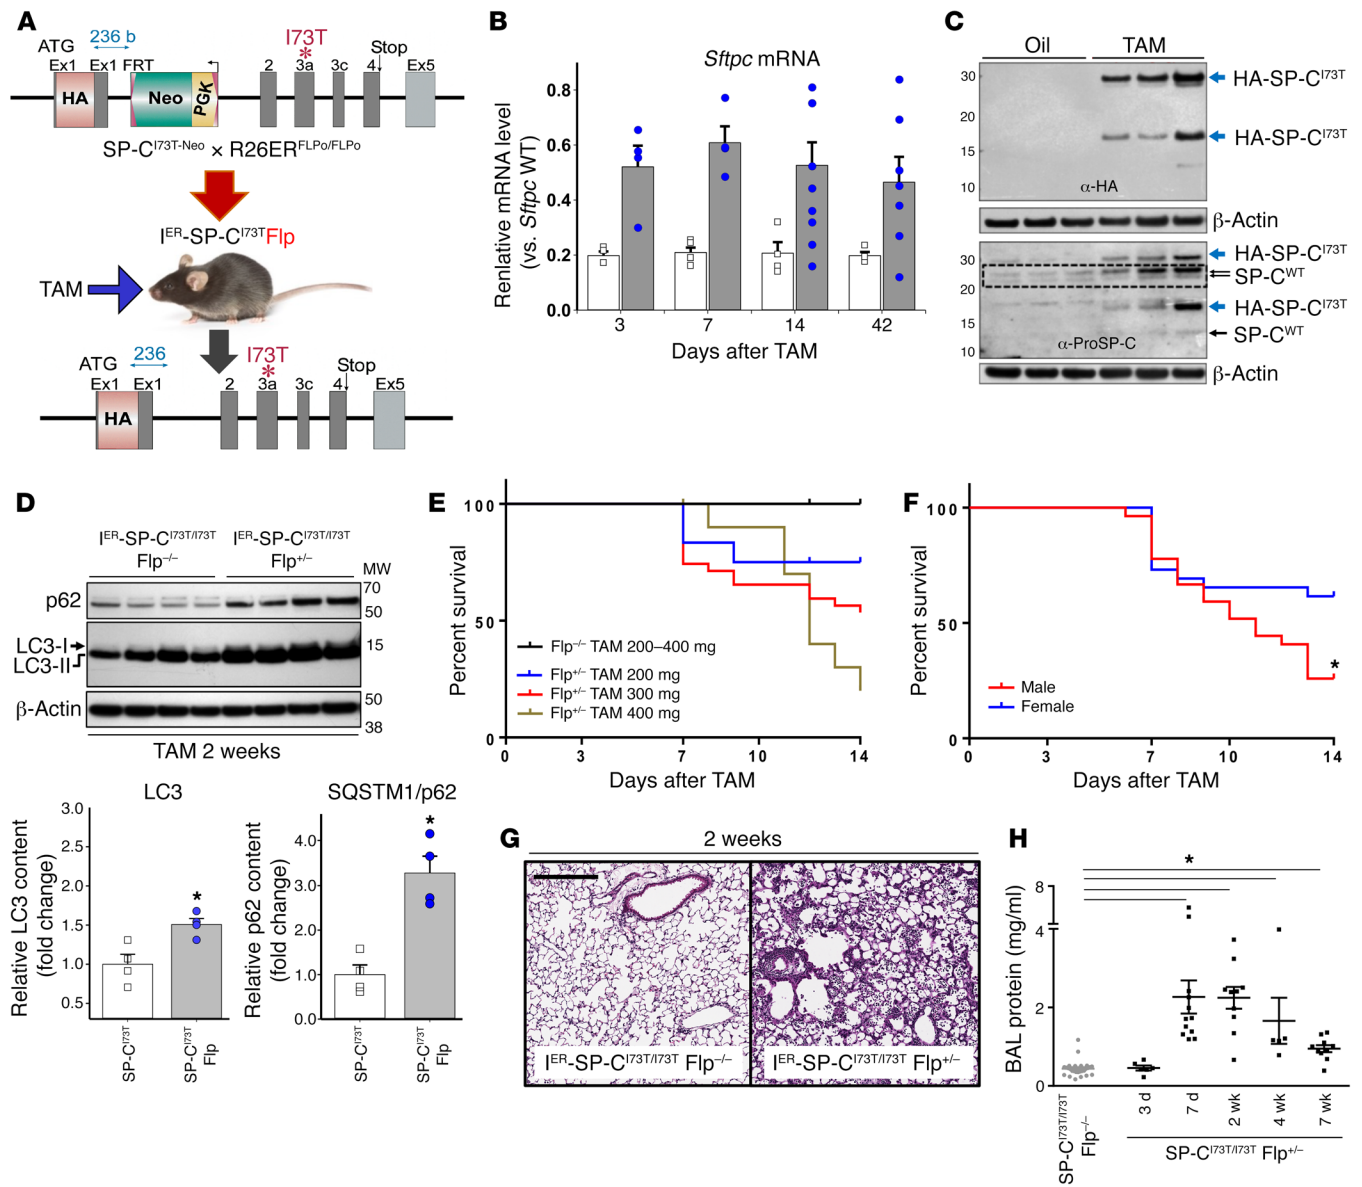 A
236 b
I73T
*
ATG
Stop
Ex1 Ex1 FRT 2 3a 3c 4 Ex5
HA Neo PGK
SP-C^I73T-Neo × R26ER^FLPo/FLPo
I^ER-SP-C^I73T Flp
TAM
236
I73T
*
ATG
Stop
Ex1 Ex1 2 3a 3c 4 Ex5
HA
B
Sftpc mRNA
Renlative mRNA level
(vs. Sftpc WT)
0.8
0.6
0.4
0.2
0.0
3 7 14 42
Days after TAM
C
Oil TAM
30
20
15
10
HA-SP-C^I73T
HA-SP-C^I73T
α-HA
β-Actin
30
20
15
10
HA-SP-C^I73T
SP-C^WT
HA-SP-C^I73T
SP-C^WT
α-ProSP-C
β-Actin
D
I^ER-SP-C^I73T/I73T I^ER-SP-C^I73T/I73T
Flp^–/– Flp^+/–
MW
p62
70
50
LC3-I
LC3-II
15
β-Actin
50
38
TAM 2 weeks
LC3
Relative LC3 content
(fold change)
3.0
2.5
2.0
1.5
1.0
0.5
*
SP-C^I73T
SP-C^I73T
Flp
SQSTM1/p62
Relative p62 content
(fold change)
4.0
3.0
2.0
1.0
0.0
*
SP-C^I73T
SP-C^I73T
Flp
E
Percent survival
100
50
0
Flp^–/– TAM 200–400 mg
Flp^+/– TAM 200 mg
Flp^+/– TAM 300 mg
Flp^+/– TAM 400 mg
0 3 7 10 14
Days after TAM
F
Percent survival
100
50
0
*
Male
Female
0 3 7 10 14
Days after TAM
G
2 weeks
I^ER-SP-C^I73T/I73T Flp^–/–
I^ER-SP-C^I73T/I73T Flp^+/–
H
*
BAL protein (mg/ml)
8
4
2
0
SP-C^I73T/I73T
Flp^–/–
3 d
7 d
2 wk
4 wk
7 wk
SP-C^I73T/I73T Flp^+/–